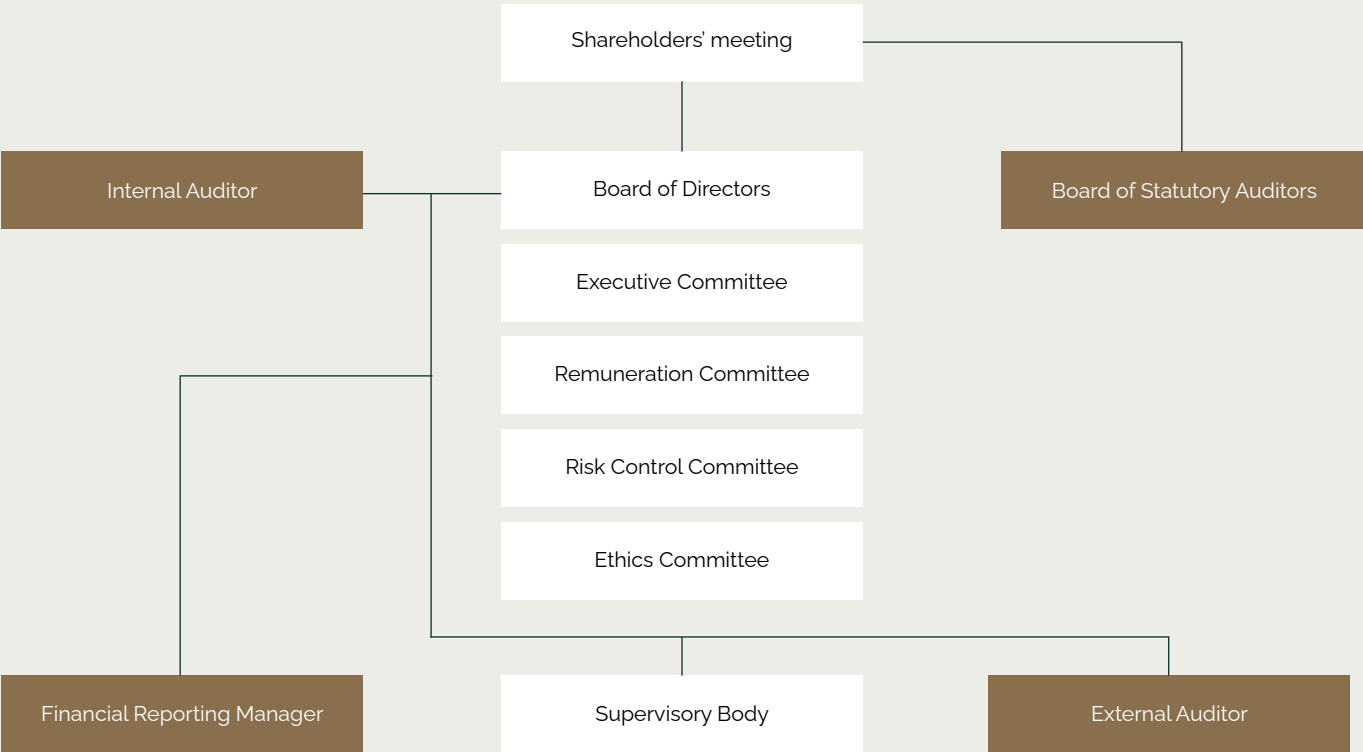 Shareholders’ meeting
Internal Auditor
Board of Directors
Board of Statutory Auditors
Executive Committee
Remuneration Committee
Risk Control Committee
Ethics Committee
Financial Reporting Manager
Supervisory Body
External Auditor